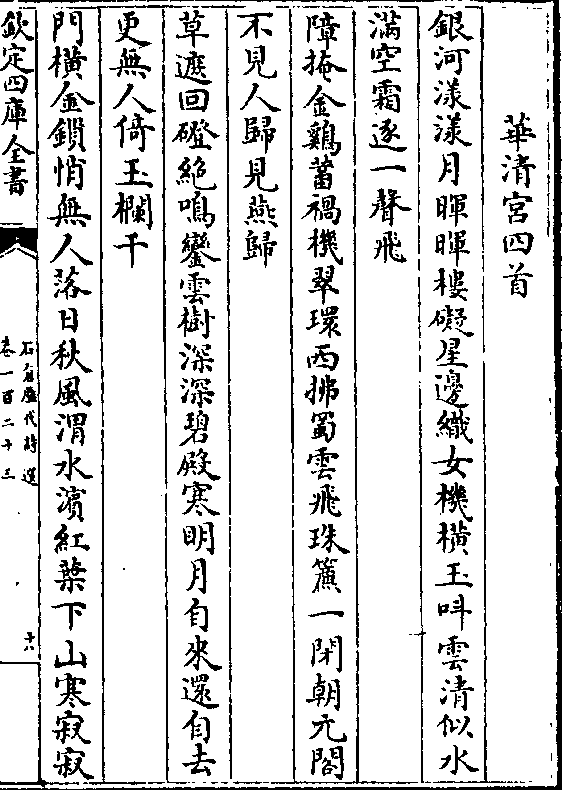 華清宮四首
銀河漾漾月暉暉樓礙星邊織女機橫玉呌雲清似水
滿空霜逐一聲飛
障掩金鷄蓄禍機翠環西拂蜀雲飛珠簾一閉朝元閣
不見人歸見燕歸
草遮回磴絶鳴鑾雲樹深深碧殿寒明月自來還自去
更無人倚玉欄干
門横金鎖悄無人落日秋風渭水濱紅葉下山寒寂寂
欽定四庫全書
石倉歴代詩選
卷一百二十三
十六